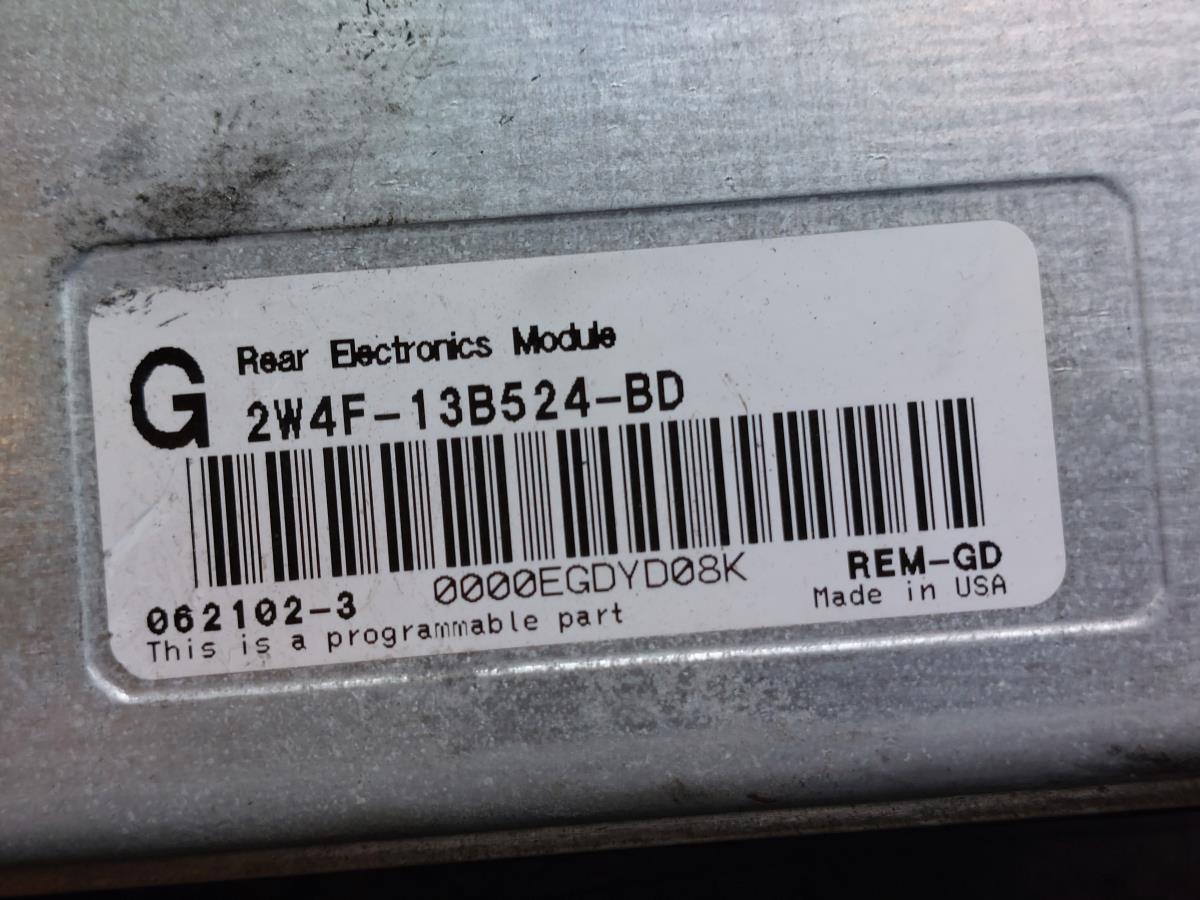 G
Rear Electronics Module
2W4F-13B524-BD
0000EGDYD08K
REM-GD
062102-3
Made in USA
This is a programmable part